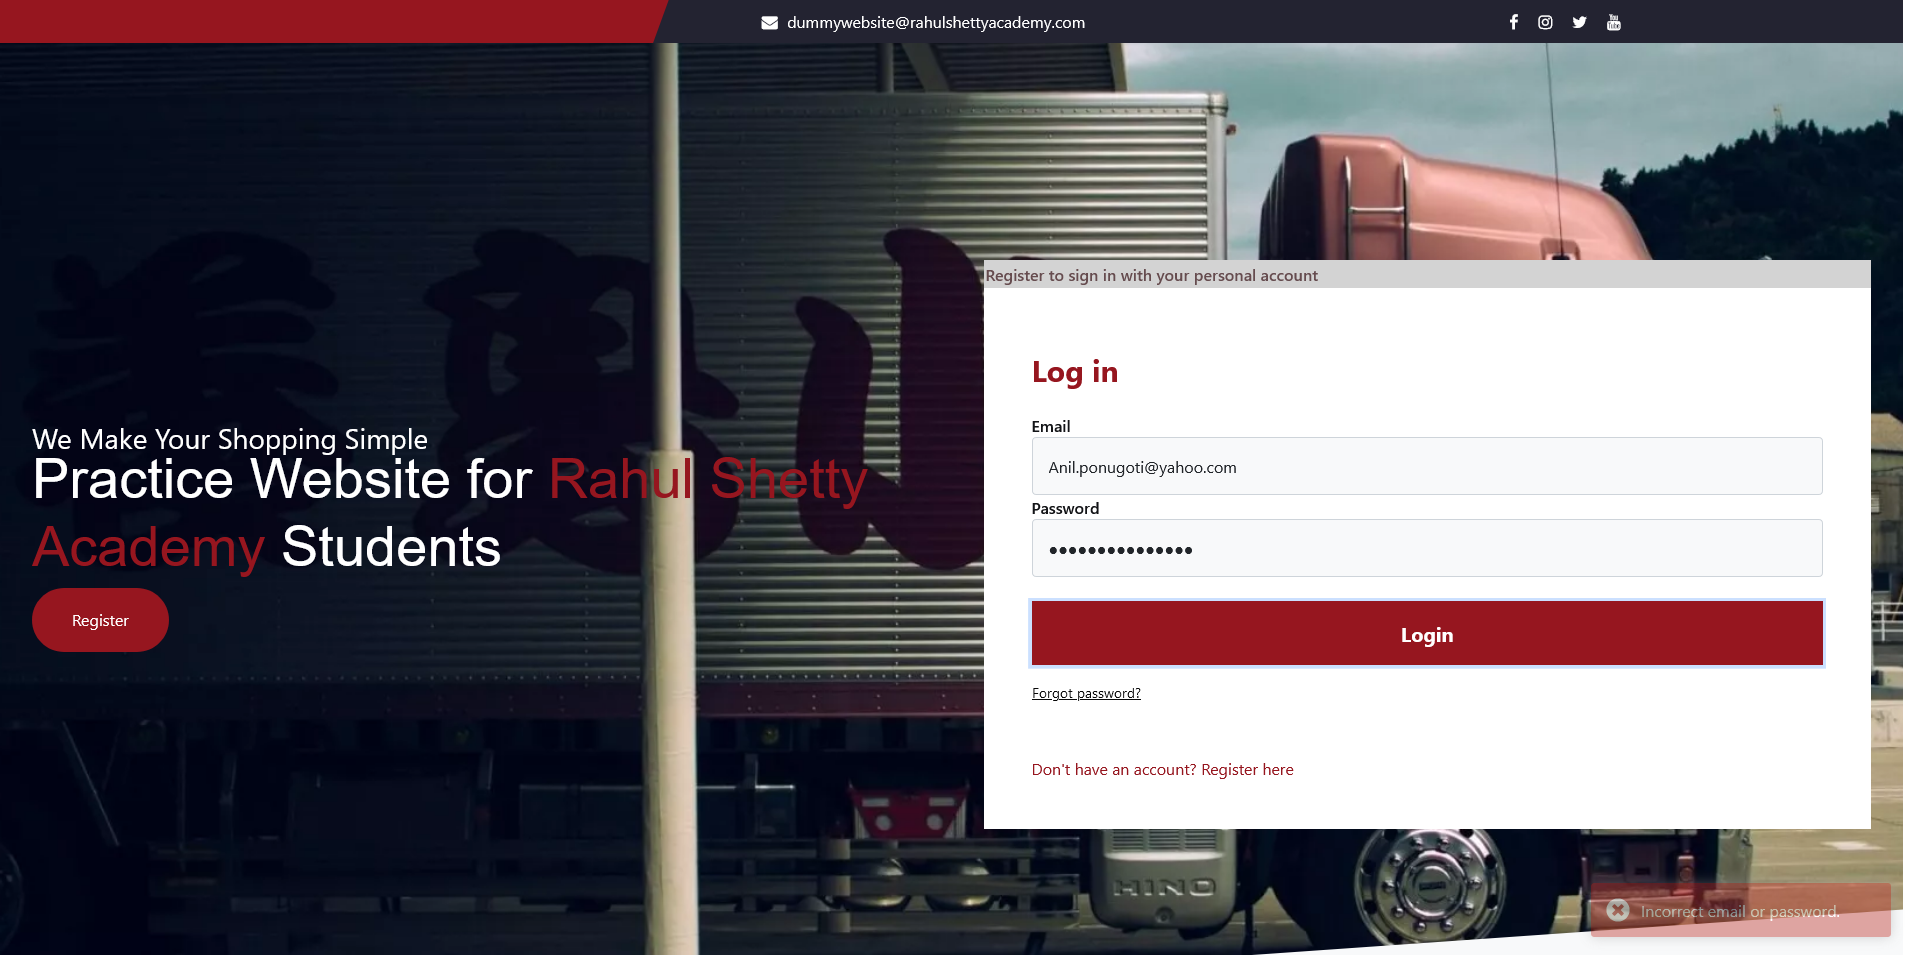 dummywebsite@rahulshettyacademy.com
We Make Your Shopping Simple
Practice Website for Rahul Shetty
Academy Students
Register
Register to sign in with your personal account
Log in
Email
Anil.ponugoti@yahoo.com
Password
•••••••••••••••
Login
Forgot password?
Don't have an account? Register here
HINO
Incorrect email or password.